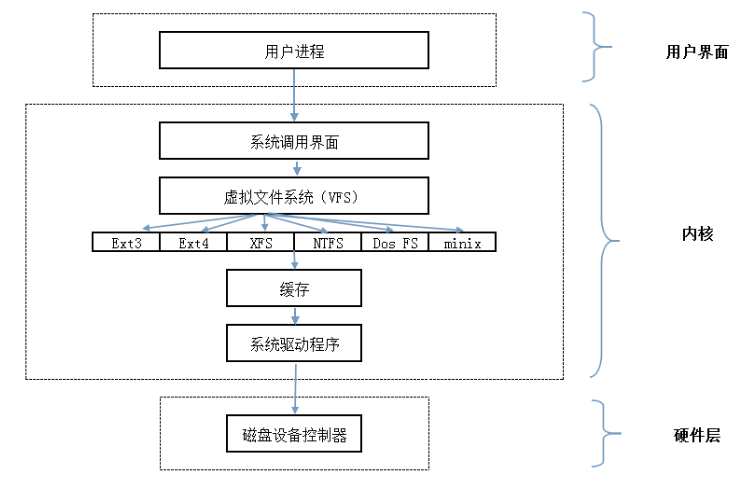 用户进程
用户界面
系统调用界面
虚拟文件系统（VFS）
内核
Ext3 Ext4 XFS NTFS Dos FS minix
缓存
系统驱动程序
磁盘设备控制器
硬件层